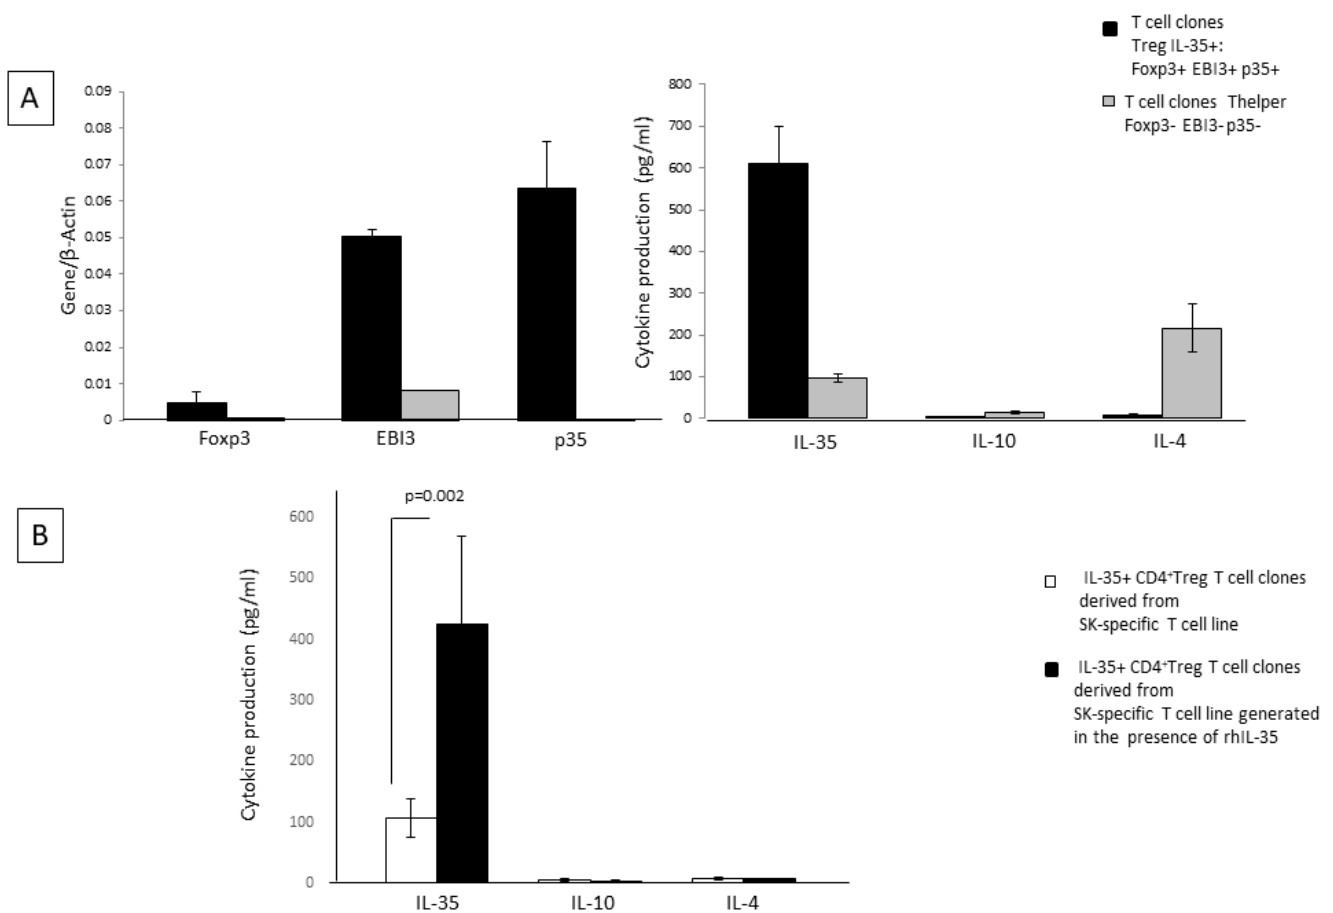 T cell clones
Treg IL-35+:
Foxp3+ EBI3+ p35+
T cell clones Thelper
Foxp3- EBI3- p35-
A
Gene/β-Actin
0.09
0.08
0.07
0.06
0.05
0.04
0.03
0.02
0.01
0
Foxp3
EBI3
p35
Cytokine production (pg/ml)
800
700
600
500
400
300
200
100
0
IL-35
IL-10
IL-4
B
p=0.002
Cytokine production (pg/ml)
600
500
400
300
200
100
0
IL-35
IL-10
IL-4
IL-35+ CD4⁺Treg T cell clones
derived from
SK-specific T cell line
IL-35+ CD4⁺Treg T cell clones
derived from
SK-specific T cell line generated
in the presence of rhIL-35